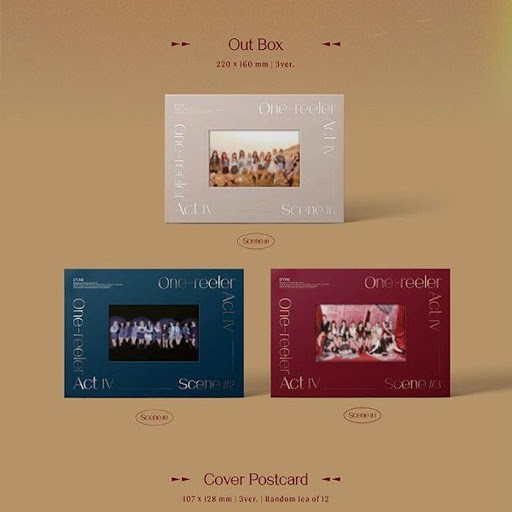 Out Box
220 x 160 mm | 3ver.
One-reeler
Act IV
One-reeler
Act IV
Scene #1
Scene #1
One-reeler
Act IV
One-reeler
Act IV
Scene #2
One-reeler
Act IV
One-reeler
Act IV
Scene #3
Scene #2
Scene #3
Cover Postcard
107 x 128 mm | 3ver. | Random 1ea of 12